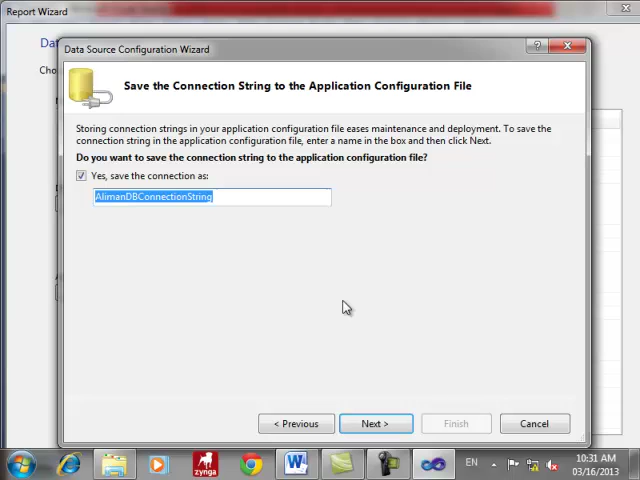 Report Wizard
Data Source Configuration Wizard
Save the Connection String to the Application Configuration File
Storing connection strings in your application configuration file eases maintenance and deployment. To save the
connection string in the application configuration file, enter a name in the box and then click Next.
Do you want to save the connection string to the application configuration file?
Yes, save the connection as:
AlimanDBConnectionString
< Previous
Next >
Finish
Cancel
zynga
EN
10:31 AM
03/16/2013